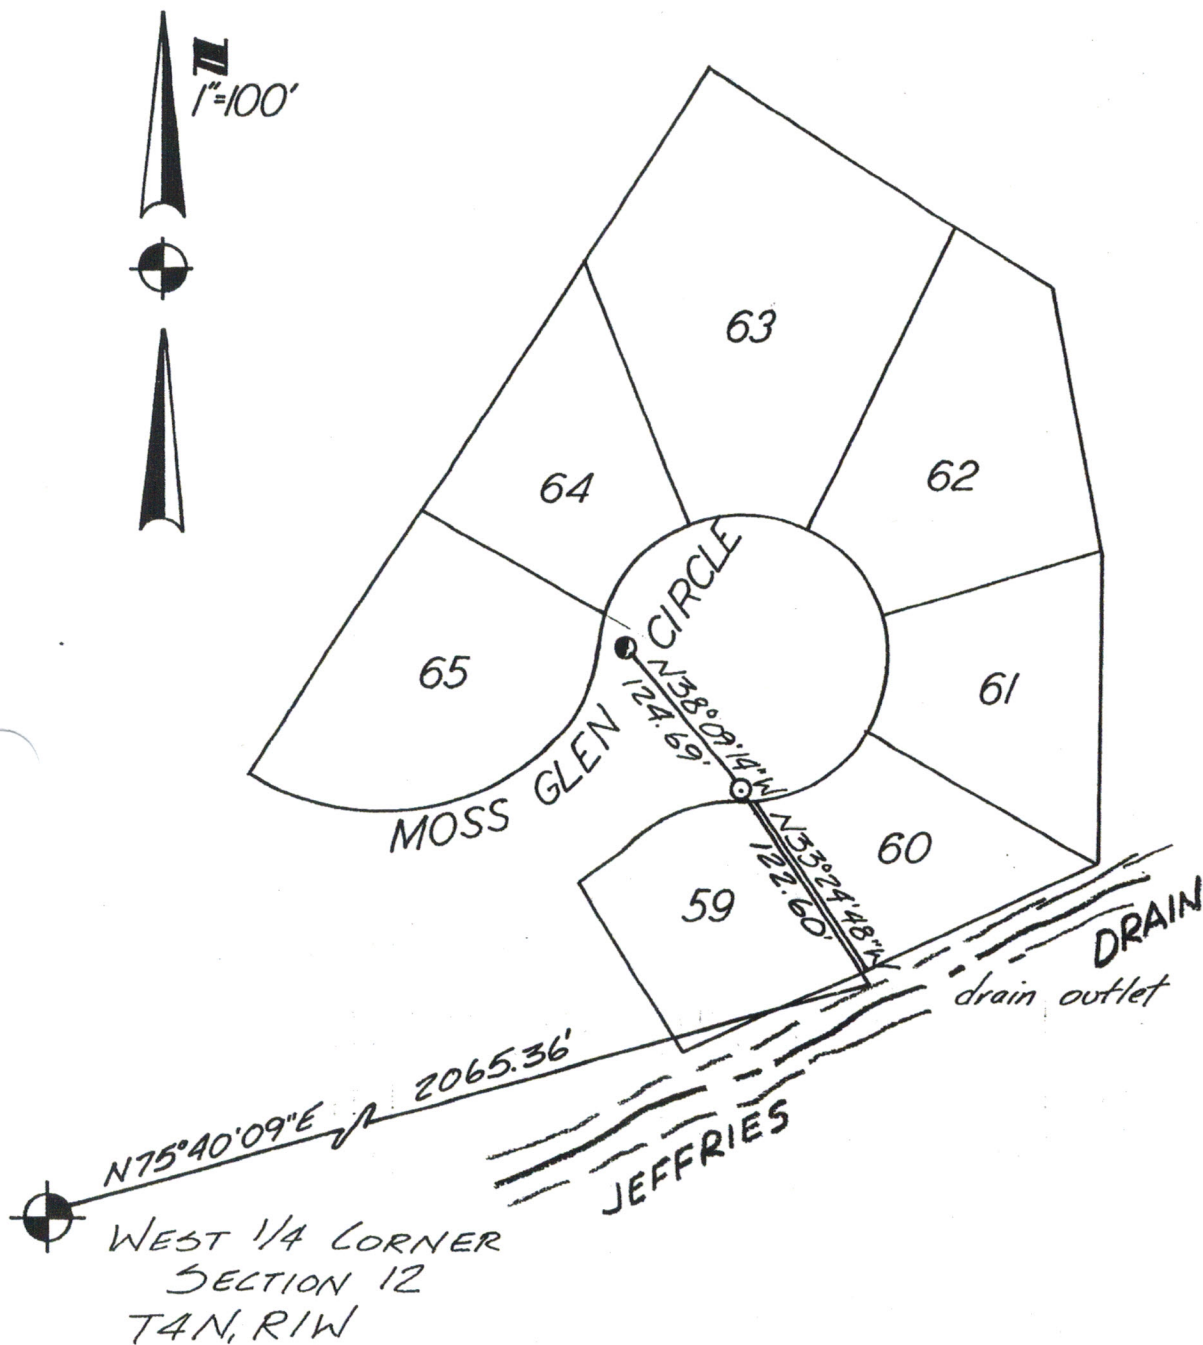 N
1"=100'
63
62
64
CIRCLE
65
61
N38°09'14"W
124.69'
MOSS GLEN
N33°24'48"W
122.60'
60
59
DRAIN
drain outlet
2065.36'
N75°40'09"E
JEFFRIES
WEST 1/4 CORNER
SECTION 12
T4N, R1W